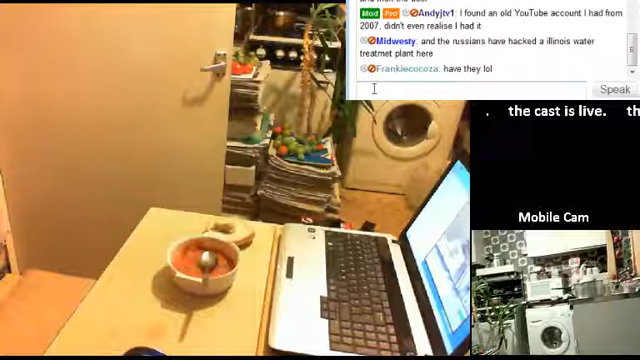 Mod Pro Andyjtv1: I found an old YouTube account I had from
2007, didn't even realise I had it
Midwesty: and the russians have hacked a illinois water
treatmet plant here
Frankiecocoza: have they lol
Speak
. the cast is live. th
Mobile Cam